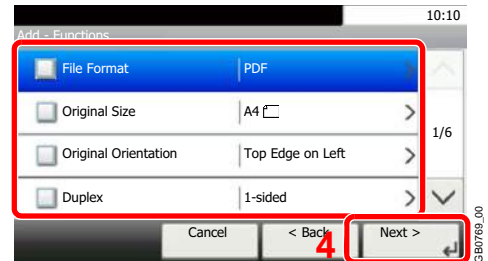 10:10
Add - Functions
File Format PDF
Original Size A4
1/6
Original Orientation Top Edge on Left
Duplex 1-sided
Cancel < Back 4 Next >
GB0769_00